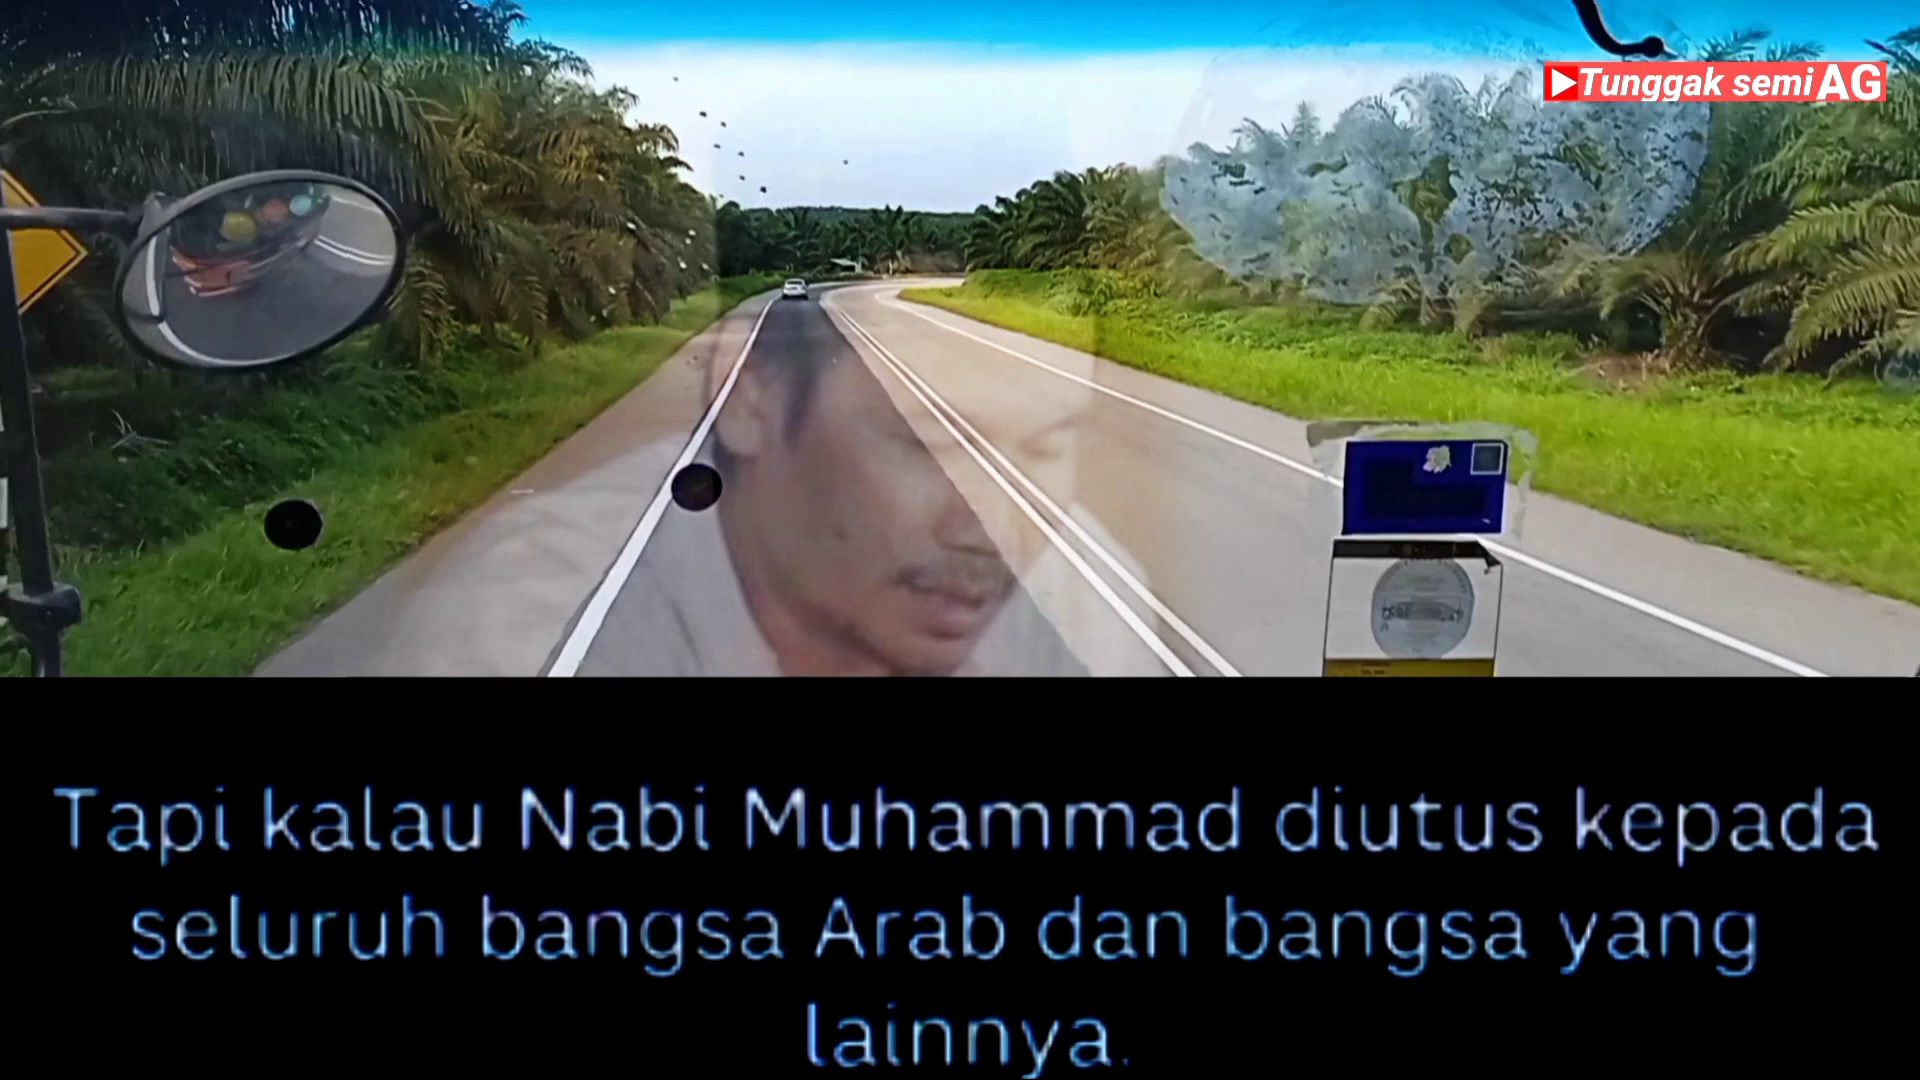 Tunggak semi AG
Tapi kalau Nabi Muhammad diutus kepada
seluruh bangsa Arab dan bangsa yang
lainnya.